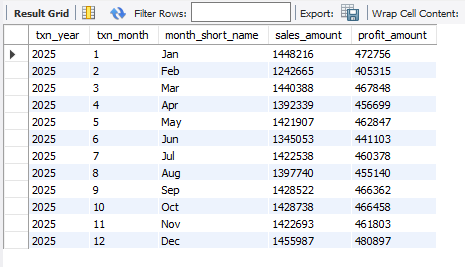 Result Grid Filter Rows: Export: Wrap Cell Content:
txn_year txn_month month_short_name sales_amount profit_amount
2025 1 Jan 1448216 472756
2025 2 Feb 1242665 405315
2025 3 Mar 1440388 467848
2025 4 Apr 1392339 456699
2025 5 May 1421907 462847
2025 6 Jun 1345053 441103
2025 7 Jul 1422538 460378
2025 8 Aug 1397740 455140
2025 9 Sep 1428522 466362
2025 10 Oct 1428738 466458
2025 11 Nov 1422693 461803
2025 12 Dec 1455987 480897